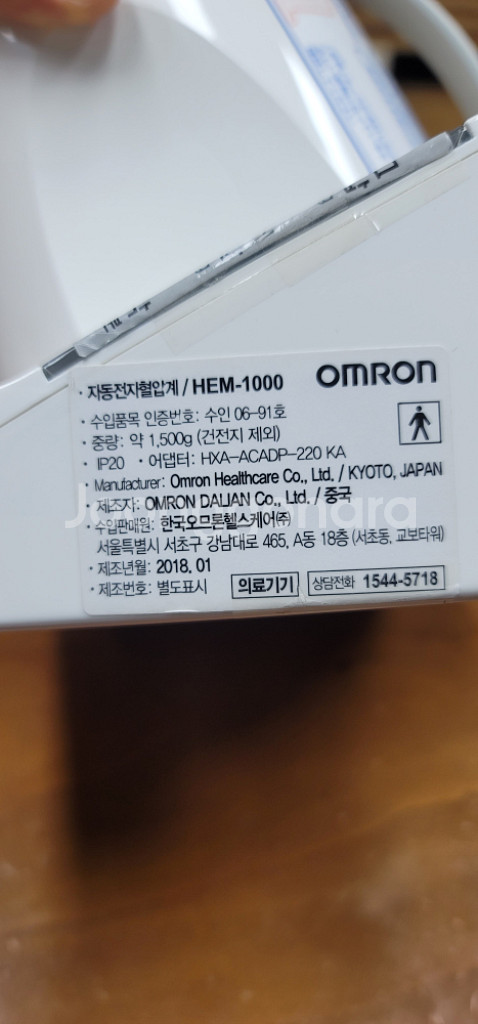 OMRON
· 자동전자혈압계 / HEM-1000
· 수입품목 인증번호: 수인 06-91호
· 중량: 약 1,500g (건전지 제외)
· IP20 · 어댑터: HXA-ACADP-220 KA
· Manufacturer: Omron Healthcare Co., Ltd. / KYOTO, JAPAN
· 제조자: OMRON DALIAN Co., Ltd. / 중국
· 수입판매원: 한국오므론헬스케어㈜
서울특별시 서초구 강남대로 465, A동 18층 (서초동, 교보타워)
· 제조년월: 2018. 01
· 제조번호: 별도표시 의료기기 상담전화 1544-5718
Joonggonara